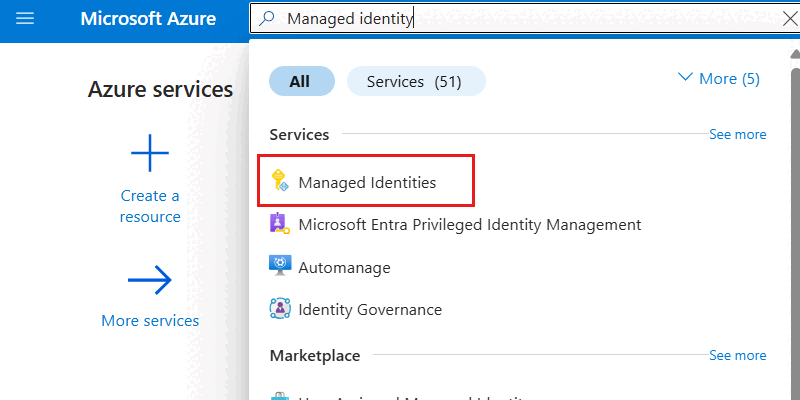 Microsoft Azure
Managed identity
Azure services
Create a
resource
More services
All
Services (51)
More (5)
Services
See more
Managed Identities
Microsoft Entra Privileged Identity Management
Automanage
Identity Governance
Marketplace
See more